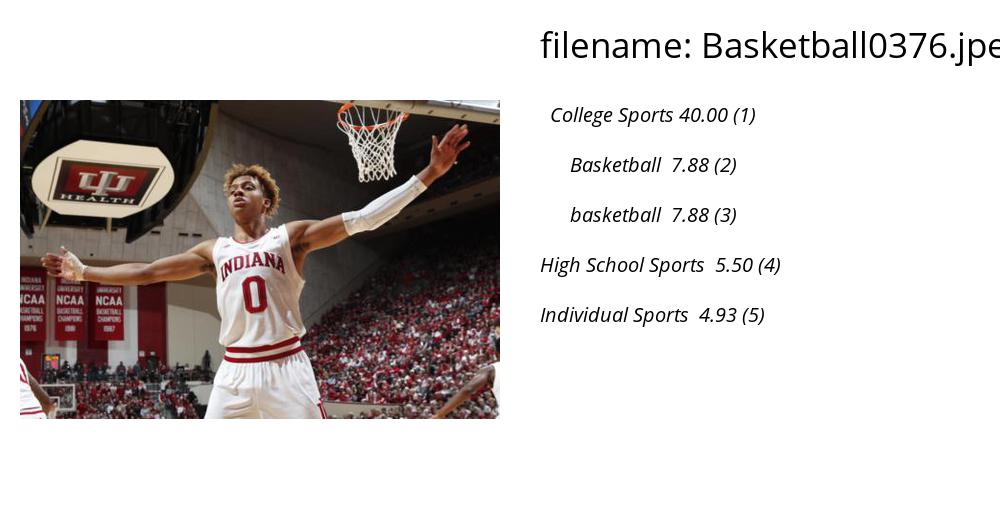 filename: Basketball0376.jpe
College Sports 40.00 (1)
Basketball 7.88 (2)
basketball 7.88 (3)
High School Sports 5.50 (4)
Individual Sports 4.93 (5)
HEALTH
INDIANA
0
INDIANA
UNIVERSITY
NCAA
BASKETBALL
CHAMPIONS
1976
INDIANA
UNIVERSITY
NCAA
BASKETBALL
CHAMPIONS
1981
INDIANA
UNIVERSITY
NCAA
BASKETBALL
CHAMPIONS
1987